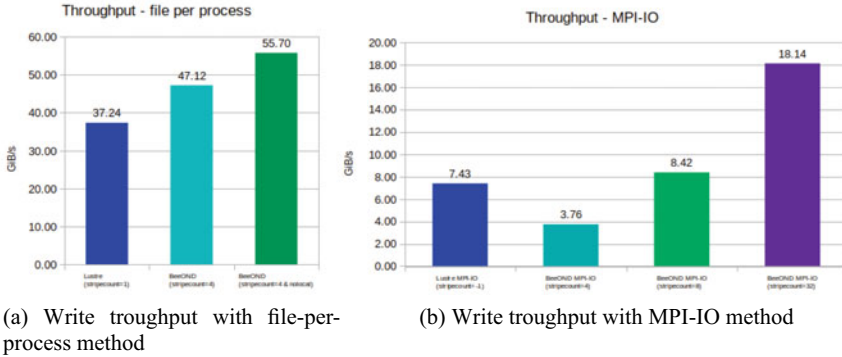 Throughput - file per process
60.00
55.70
50.00
47.12
40.00
37.24
30.00
20.00
10.00
0.00
GiB/s
Lustre
(stripecount=1)
BeeOND
(stripecount=4)
BeeOND
(stripecount=4 & nolocal)
(a) Write troughput with file-per-
process method
Throughput - MPI-IO
20.00
18.14
18.00
16.00
14.00
12.00
10.00
8.42
8.00
7.43
6.00
4.00
3.76
2.00
0.00
GiB/s
Lustre MPI-IO
(stripecount=-1)
BeeOND MPI-IO
(stripecount=4)
BeeOND MPI-IO
(stripecount=8)
BeeOND MPI-IO
(stripecount=32)
(b) Write troughput with MPI-IO method